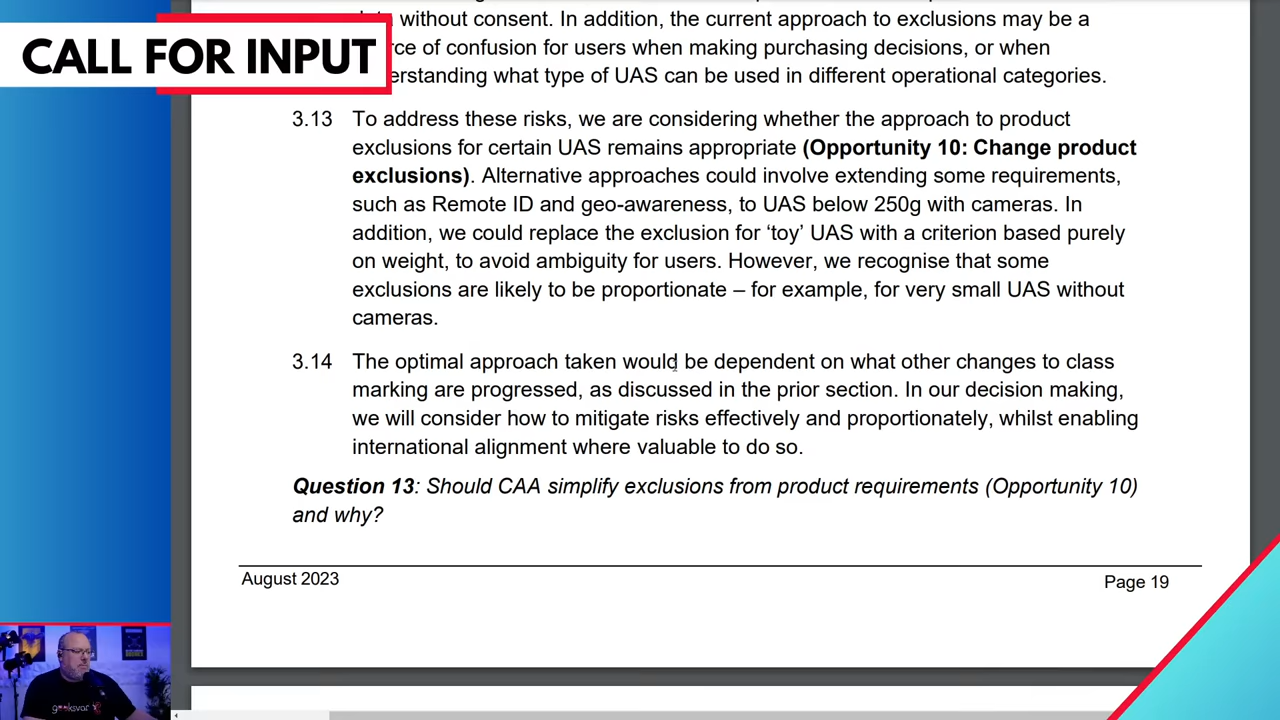 CALL FOR INPUT
without consent. In addition, the current approach to exclusions may be a
of confusion for users when making purchasing decisions, or when
what type of UAS can be used in different operational categories.
3.13 To address these risks, we are considering whether the approach to product
exclusions for certain UAS remains appropriate (Opportunity 10: Change product
exclusions). Alternative approaches could involve extending some requirements,
such as Remote ID and geo-awareness, to UAS below 250g with cameras. In
addition, we could replace the exclusion for ‘toy’ UAS with a criterion based purely
on weight, to avoid ambiguity for users. However, we recognise that some
exclusions are likely to be proportionate – for example, for very small UAS without
cameras.
3.14 The optimal approach taken would be dependent on what other changes to class
marking are progressed, as discussed in the prior section. In our decision making,
we will consider how to mitigate risks effectively and proportionately, whilst enabling
international alignment where valuable to do so.
Question 13: Should CAA simplify exclusions from product requirements (Opportunity 10)
and why?
August 2023 Page 19
geeksvana